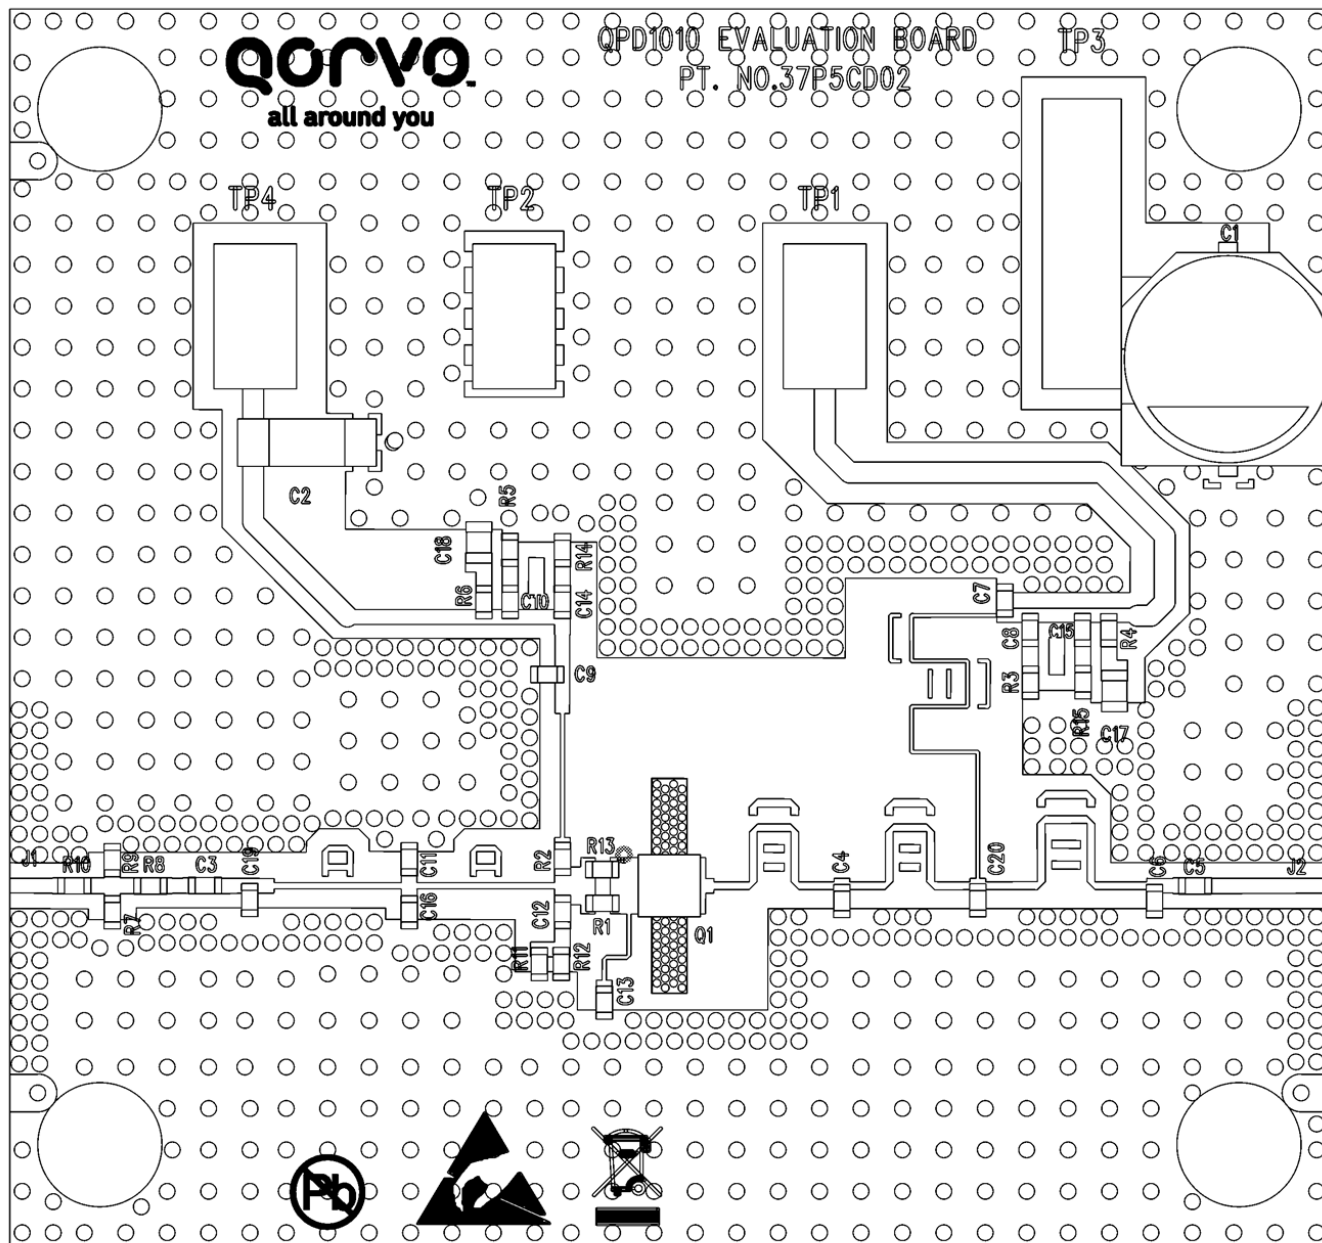 Qorvo™
all around you
QPD1010 EVALUATION BOARD
PT. NO.37P5CD02
TP3
TP4
TP2
TP1
C1
C2
R5
C18
R14
R6
C10
C14
C7
C8
C15
R4
C9
R3
R15
C17
J1
R10
R9
R8
C3
C19
C11
R2
R13
C4
C20
C6
C5
J2
R7
C16
C12
R1
Q1
R11
R12
C13
Pb